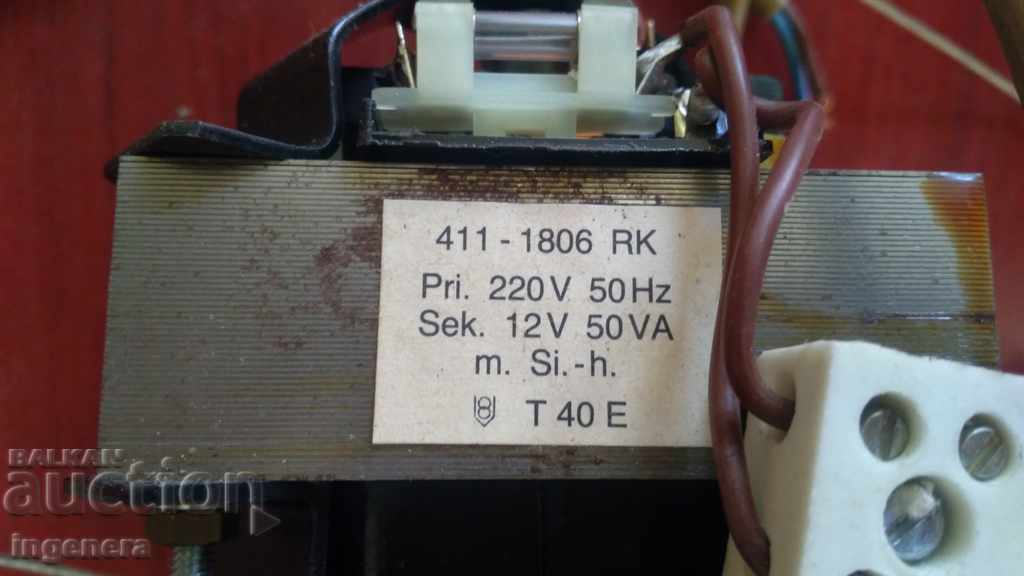 411-1806 RK
Pri. 220V 50Hz
Sek. 12V 50VA
m. Si.-h.
T 40 E
BALKAN
auction
ingenera